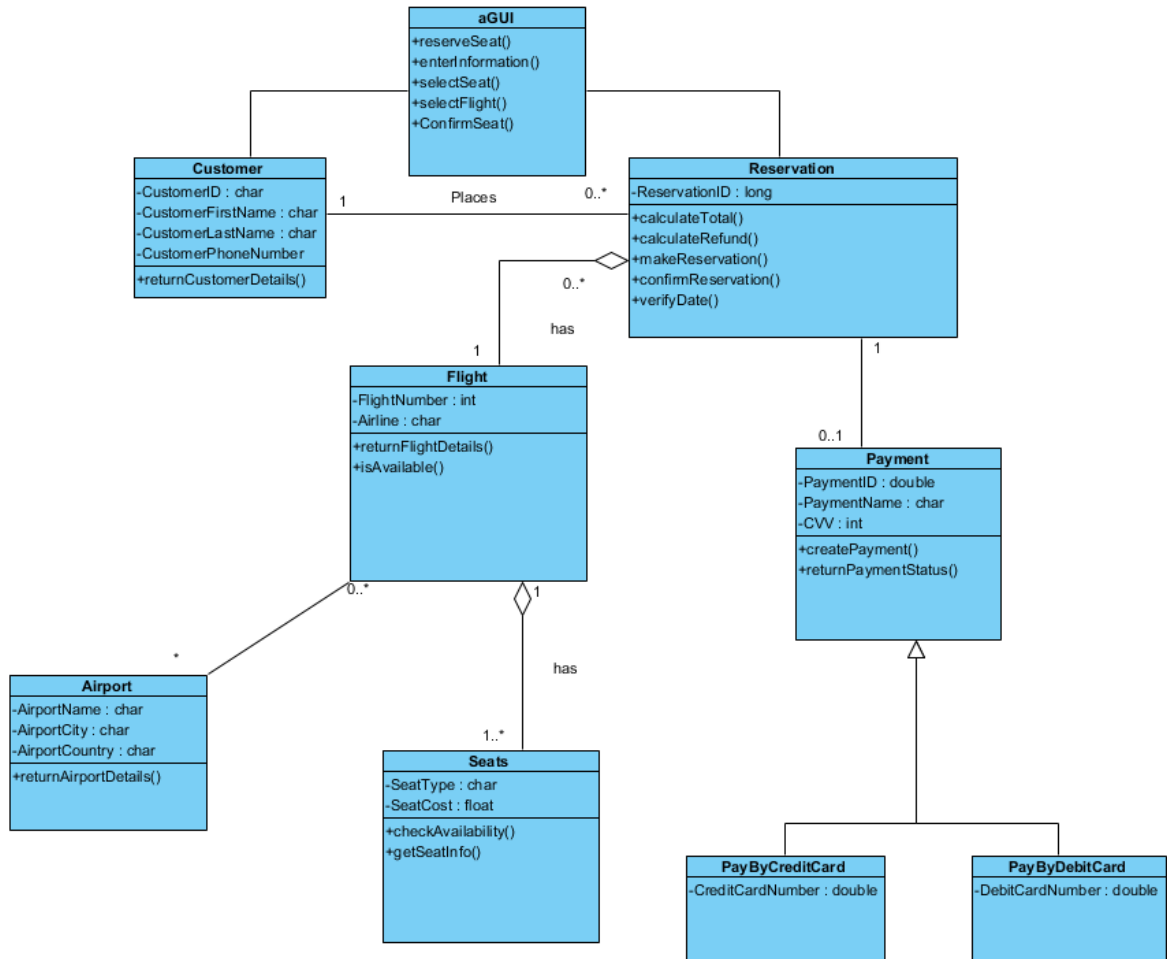 aGUI
+reserveSeat()
+enterInformation()
+selectSeat()
+selectFlight()
+ConfirmSeat()
Customer
-CustomerID : char
-CustomerFirstName : char
-CustomerLastName : char
-CustomerPhoneNumber
+returnCustomerDetails()
1
Places
0..*
Reservation
-ReservationID : long
+calculateTotal()
+calculateRefund()
+makeReservation()
+confirmReservation()
+verifyDate()
0..*
has
1
1
Flight
-FlightNumber : int
-Airline : char
+returnFlightDetails()
+isAvailable()
0..1
Payment
-PaymentID : double
-PaymentName : char
-CVV : int
+createPayment()
+returnPaymentStatus()
0..*
1
*
has
1..*
Airport
-AirportName : char
-AirportCity : char
-AirportCountry : char
+returnAirportDetails()
Seats
-SeatType : char
-SeatCost : float
+checkAvailability()
+getSeatInfo()
PayByCreditCard
-CreditCardNumber : double
PayByDebitCard
-DebitCardNumber : double